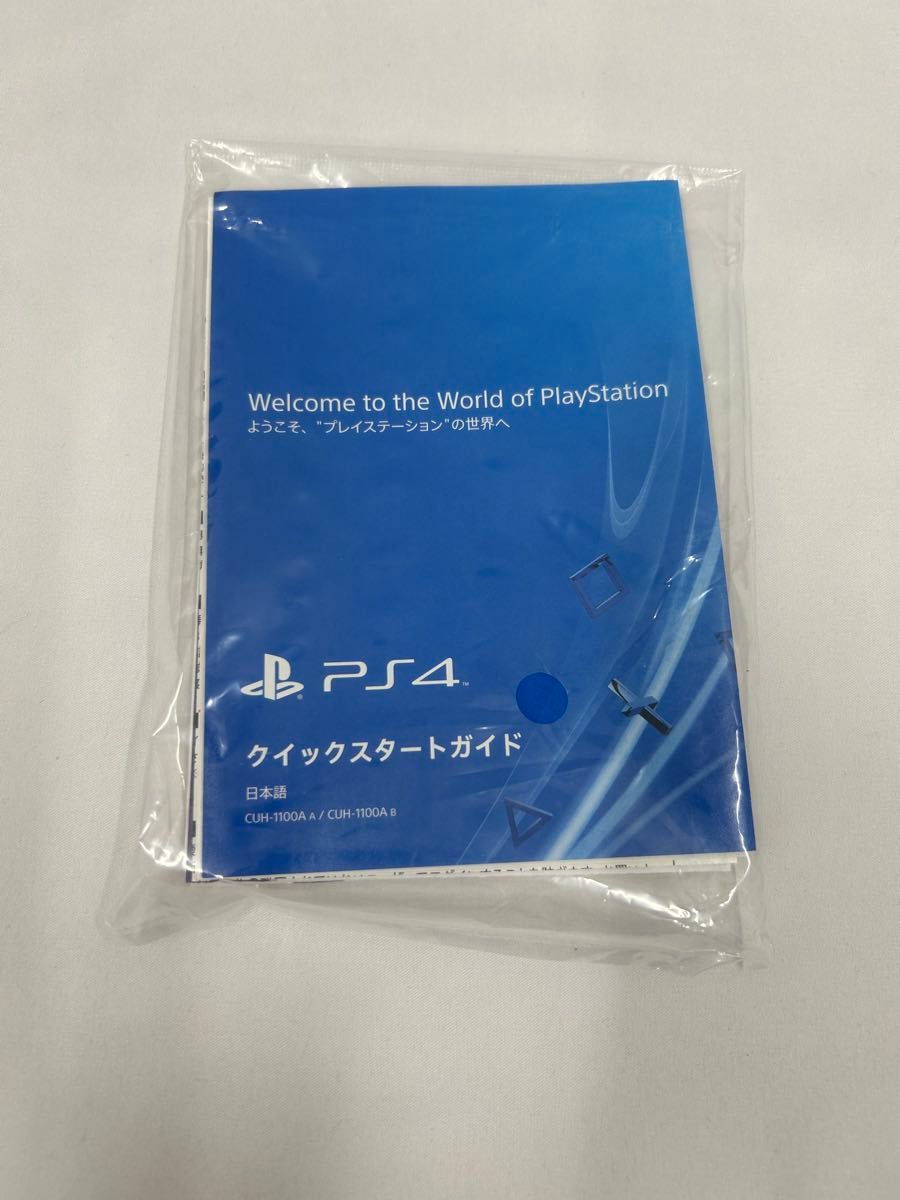 Welcome to the World of PlayStation
ようこそ、"プレイステーション"の世界へ
PS4™
クイックスタートガイド
日本語
CUH-1100A A / CUH-1100A B